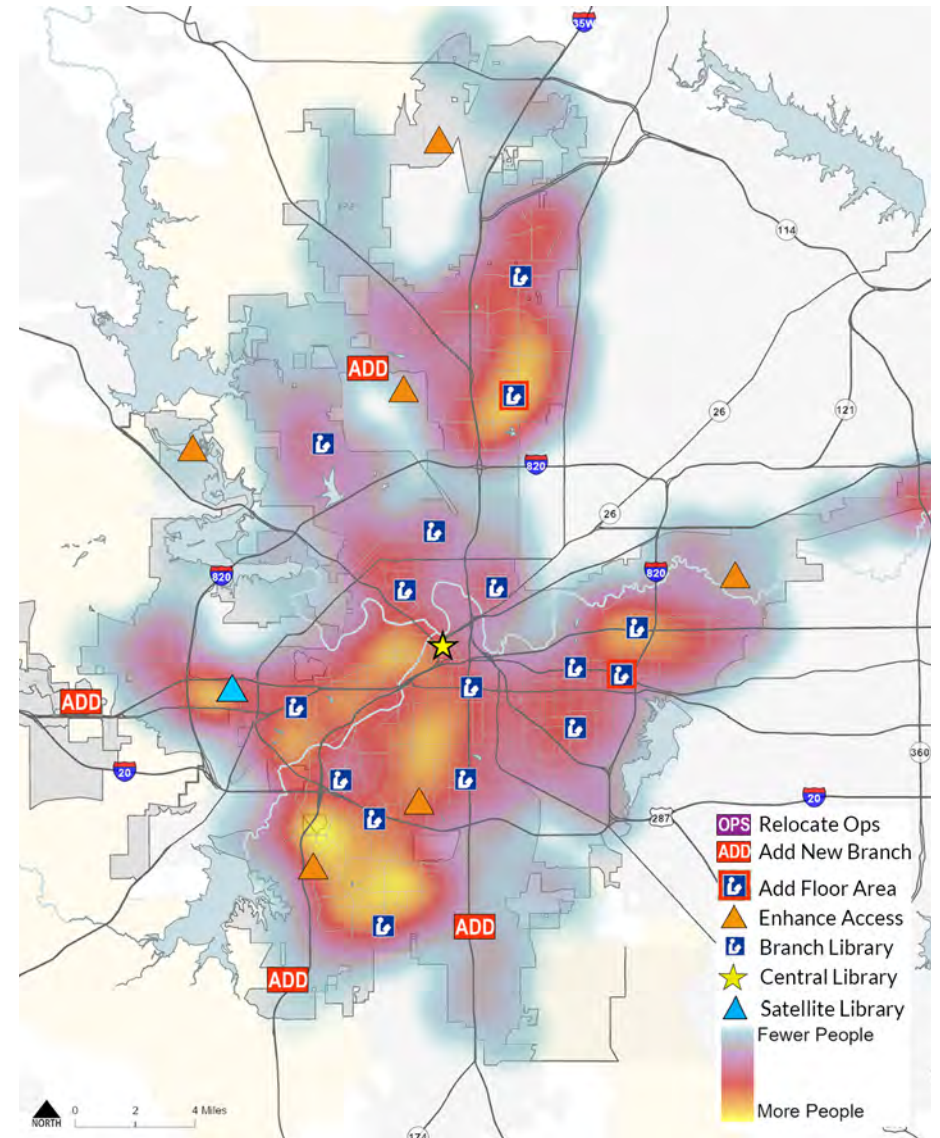 35W
114
ADD
26
121
820
26
820
820
ADD
360
20
20
287
OPS Relocate Ops
ADD Add New Branch
Add Floor Area
Enhance Access
Branch Library
ADD
Central Library
ADD
Satellite Library
Fewer People
More People
NORTH
0 2 4 Miles
174